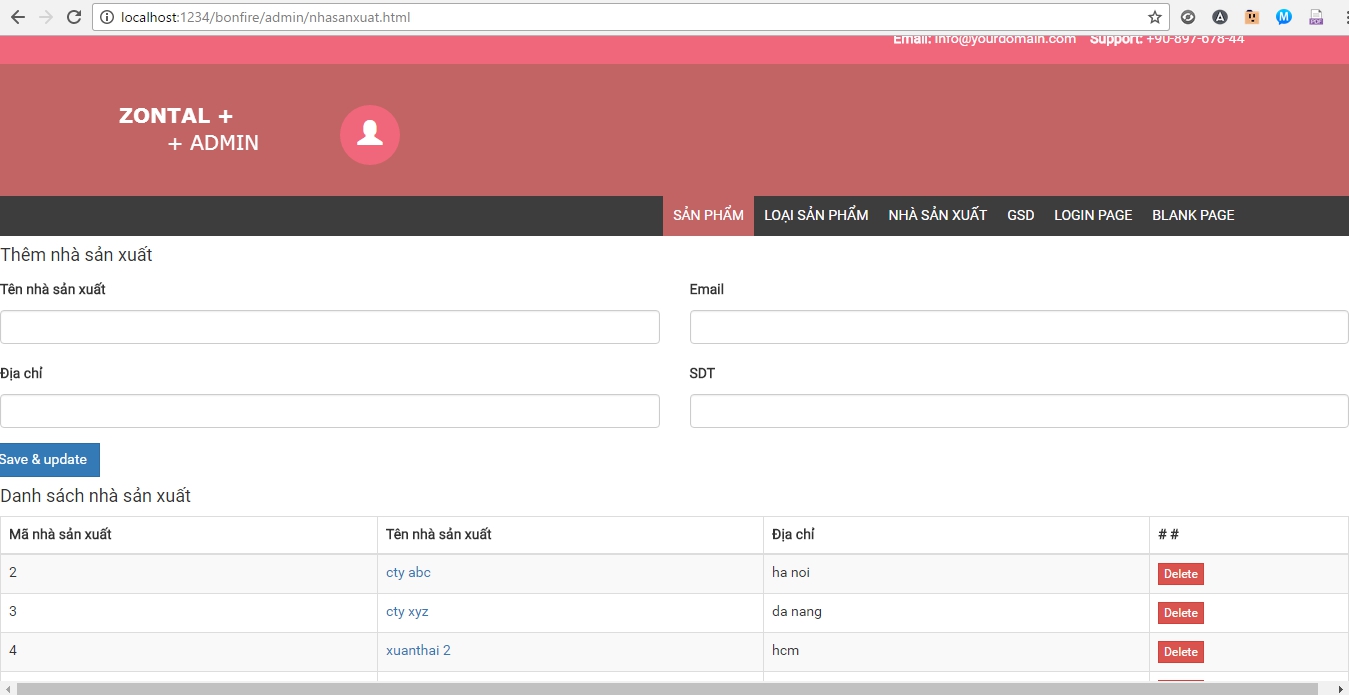 localhost:1234/bonfire/admin/nhasanxuat.html
Email: info@yourdomain.com Support: +90-897-678-44
ZONTAL +
+ ADMIN
SẢN PHẨM LOẠI SẢN PHẨM NHÀ SẢN XUẤT GSD LOGIN PAGE BLANK PAGE
Thêm nhà sản xuất
Tên nhà sản xuất Email
Địa chỉ SDT
Save & update
Danh sách nhà sản xuất
Mã nhà sản xuất Tên nhà sản xuất Địa chỉ # #
2 cty abc ha noi Delete
3 cty xyz da nang Delete
4 xuanthai 2 hcm Delete